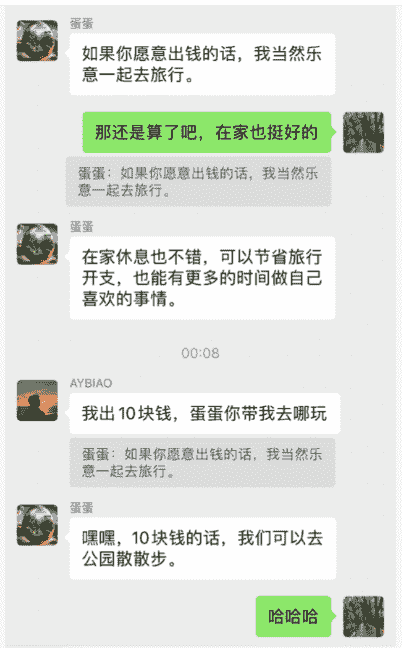 蛋蛋
如果你愿意出钱的话，我当然乐
意一起去旅行。
那还是算了吧，在家也挺好的
蛋蛋：如果你愿意出钱的话，我当然乐
意一起去旅行。
蛋蛋
在家休息也不错，可以节省旅行
开支，也能有更多的时间做自己
喜欢的事情。
00:08
AYBIAO
我出10块钱，蛋蛋你带我去哪玩
蛋蛋：如果你愿意出钱的话，我当然乐
意一起去旅行。
蛋蛋
嘿嘿，10块钱的话，我们可以去
公园散散步。
哈哈哈